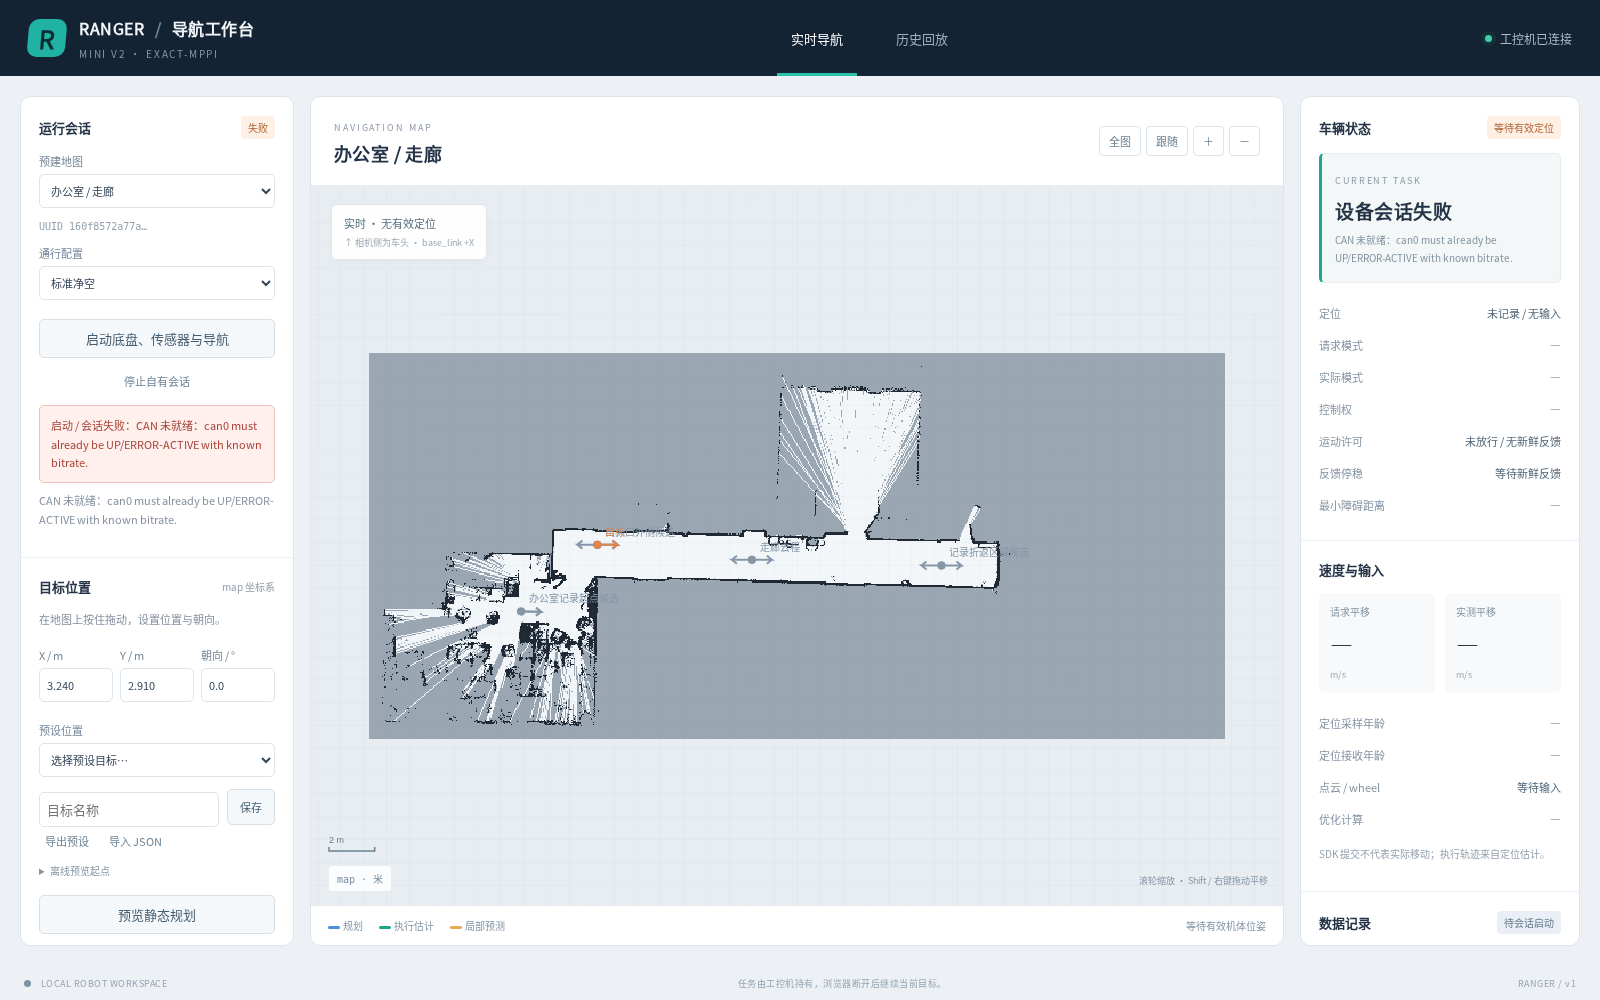 R
RANGER / 导航工作台
MINI V2 · EXACT-MPPI
实时导航
历史回放
工控机已连接
运行会话
失败
预建地图
办公室 / 走廊
UUID 160f8572a77a…
通行配置
标准净空
启动底盘、传感器与导航
停止自有会话
启动 / 会话失败：CAN 未就绪：can0 must
already be UP/ERROR-ACTIVE with known
bitrate.
CAN 未就绪：can0 must already be UP/ERROR-
ACTIVE with known bitrate.
目标位置
map 坐标系
在地图上按住拖动，设置位置与朝向。
X / m
Y / m
朝向 / °
3.240
2.910
0.0
预设位置
选择预设目标…
目标名称
保存
导出预设
导入 JSON
▶ 离线预览起点
预览静态规划
NAVIGATION MAP
办公室 / 走廊
全图
跟随
+
−
实时 · 无有效定位
↑ 相机侧为车头 · base_link +X
走廊
记录折返区
候选
办公室记录起点候选
2 m
map · 米
滚轮缩放 · Shift / 右键拖动平移
规划
执行估计
局部预测
等待有效机体位姿
车辆状态
等待有效定位
CURRENT TASK
设备会话失败
CAN 未就绪：can0 must already be
UP/ERROR-ACTIVE with known bitrate.
定位
未记录 / 无输入
请求模式
—
实际模式
—
控制权
—
运动许可
未放行 / 无新鲜反馈
反馈停稳
等待新鲜反馈
最小障碍距离
—
速度与输入
请求平移
—
m/s
实测平移
—
m/s
定位采样年龄
—
定位接收年龄
—
点云 / wheel
等待输入
优化计算
—
SDK 提交不代表实际移动；执行轨迹来自定位估计。
数据记录
待会话启动
LOCAL ROBOT WORKSPACE
任务由工控机持有，浏览器断开后继续当前目标。
RANGER / v1